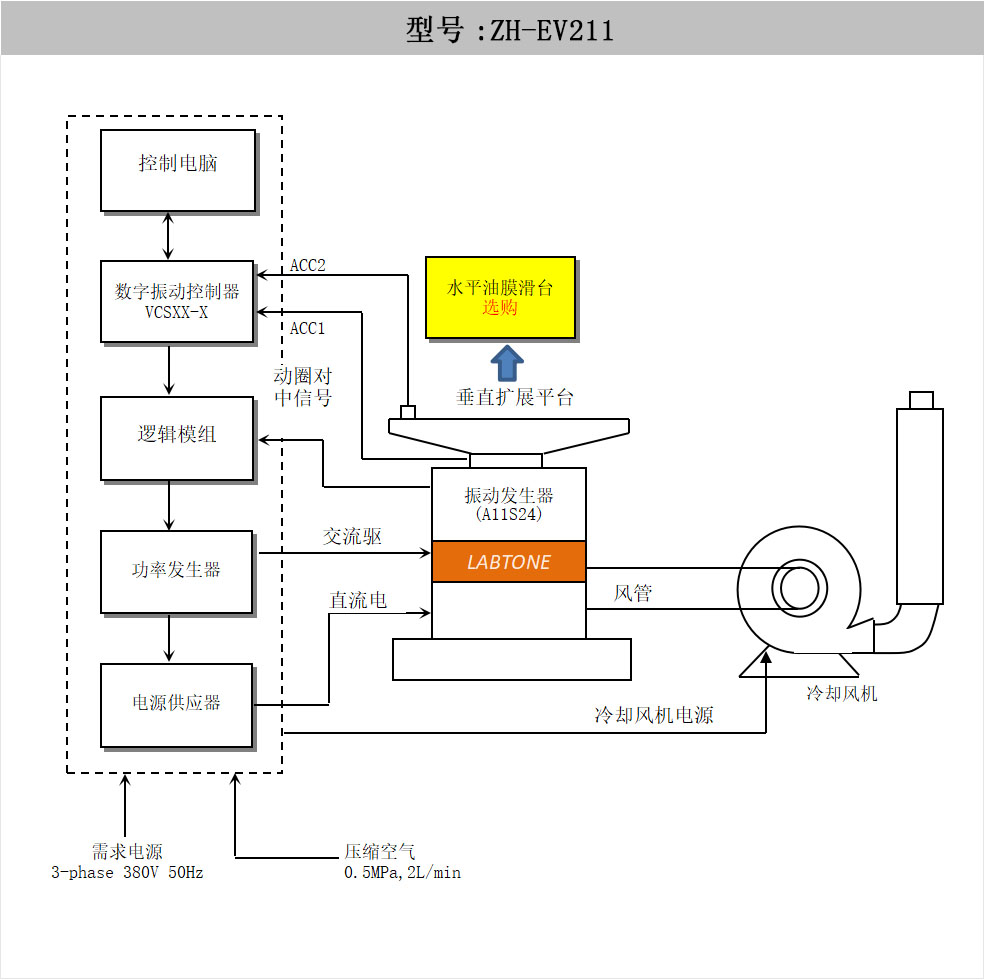 型号 :ZH-EV211
控制电脑
数字振动控制器
VCSXX-X
ACC2
ACC1
水平油膜滑台
选购
动圈对
中信号
垂直扩展平台
逻辑模组
振动发生器
(A11S24)
交流驱
LABTONE
功率发生器
直流电
风管
电源供应器
冷却风机
冷却风机电源
需求电源
3-phase 380V 50Hz
压缩空气
0.5MPa,2L/min